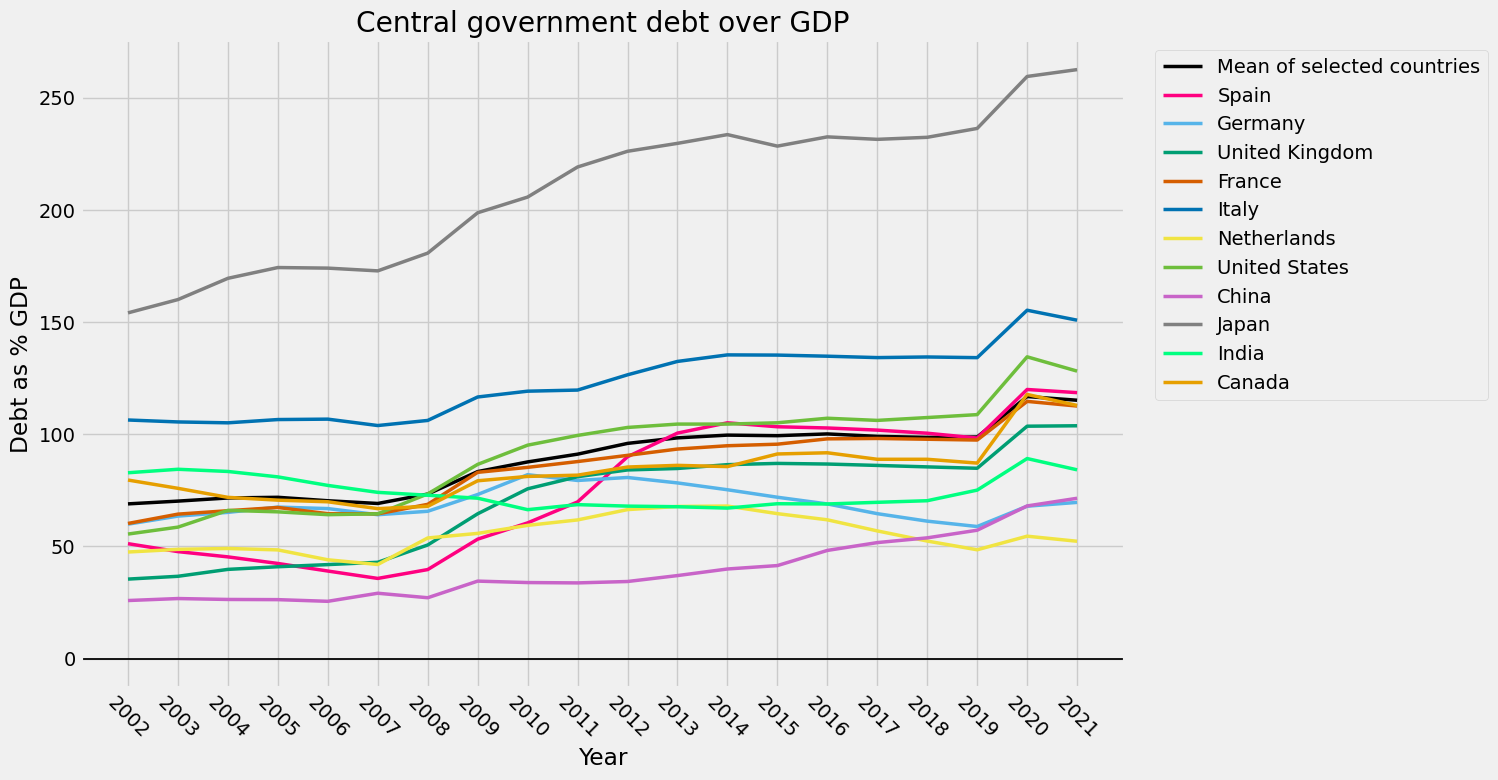 Central government debt over GDP
Debt as % GDP
250
200
150
100
50
0
2002
2003
2004
2005
2006
2007
2008
2009
2010
2011
2012
2013
2014
2015
2016
2017
2018
2019
2020
2021
Year
Mean of selected countries
Spain
Germany
United Kingdom
France
Italy
Netherlands
United States
China
Japan
India
Canada